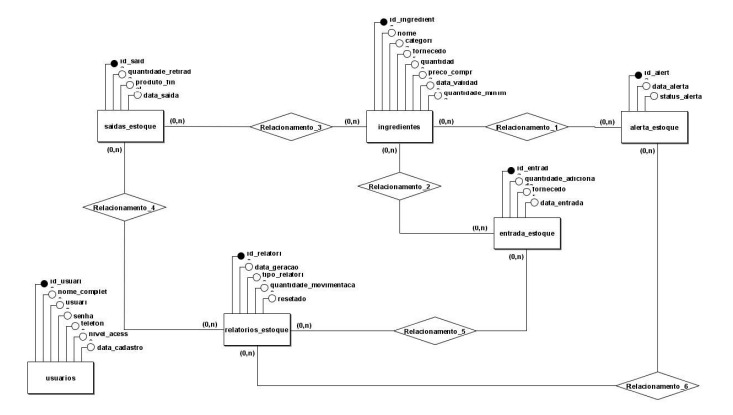 id_ingredient
nome
categori
fornecedo
quantidad
preco_compr
data_validad
quantidade_minim
id_said
quantidade_retirad
produto_fin
data_saida
id_alert
data_alerta
status_alerta
saidas_estoque
(0,n)
Relacionamento_3
(0,n)
ingredientes
(0,n)
Relacionamento_1
(0,n)
alerta_estoque
(0,n)
(0,n)
(0,n)
id_entrad
quantidade_adiciona
fornecedo
data_entrada
Relacionamento_2
Relacionamento_4
(0,n)
entrada_estoque
(0,n)
id_relatori
data_geracao
tipo_relatori
quantidade_movimentaca
resetado
id_usuari
nome_complet
usuari
senha
telefon
nivel_acess
data_cadastro
(0,n)
relatorios_estoque
(0,n)
Relacionamento_5
(0,n)
usuarios
Relacionamento_6